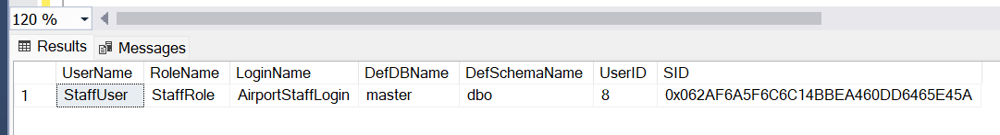 120 %
Results Messages
UserName RoleName LoginName DefDBName DefSchemaName UserID SID
1 StaffUser StaffRole AirportStaffLogin master dbo 8 0x062AF6A5F6C6C14BBEA460DD6465E45A